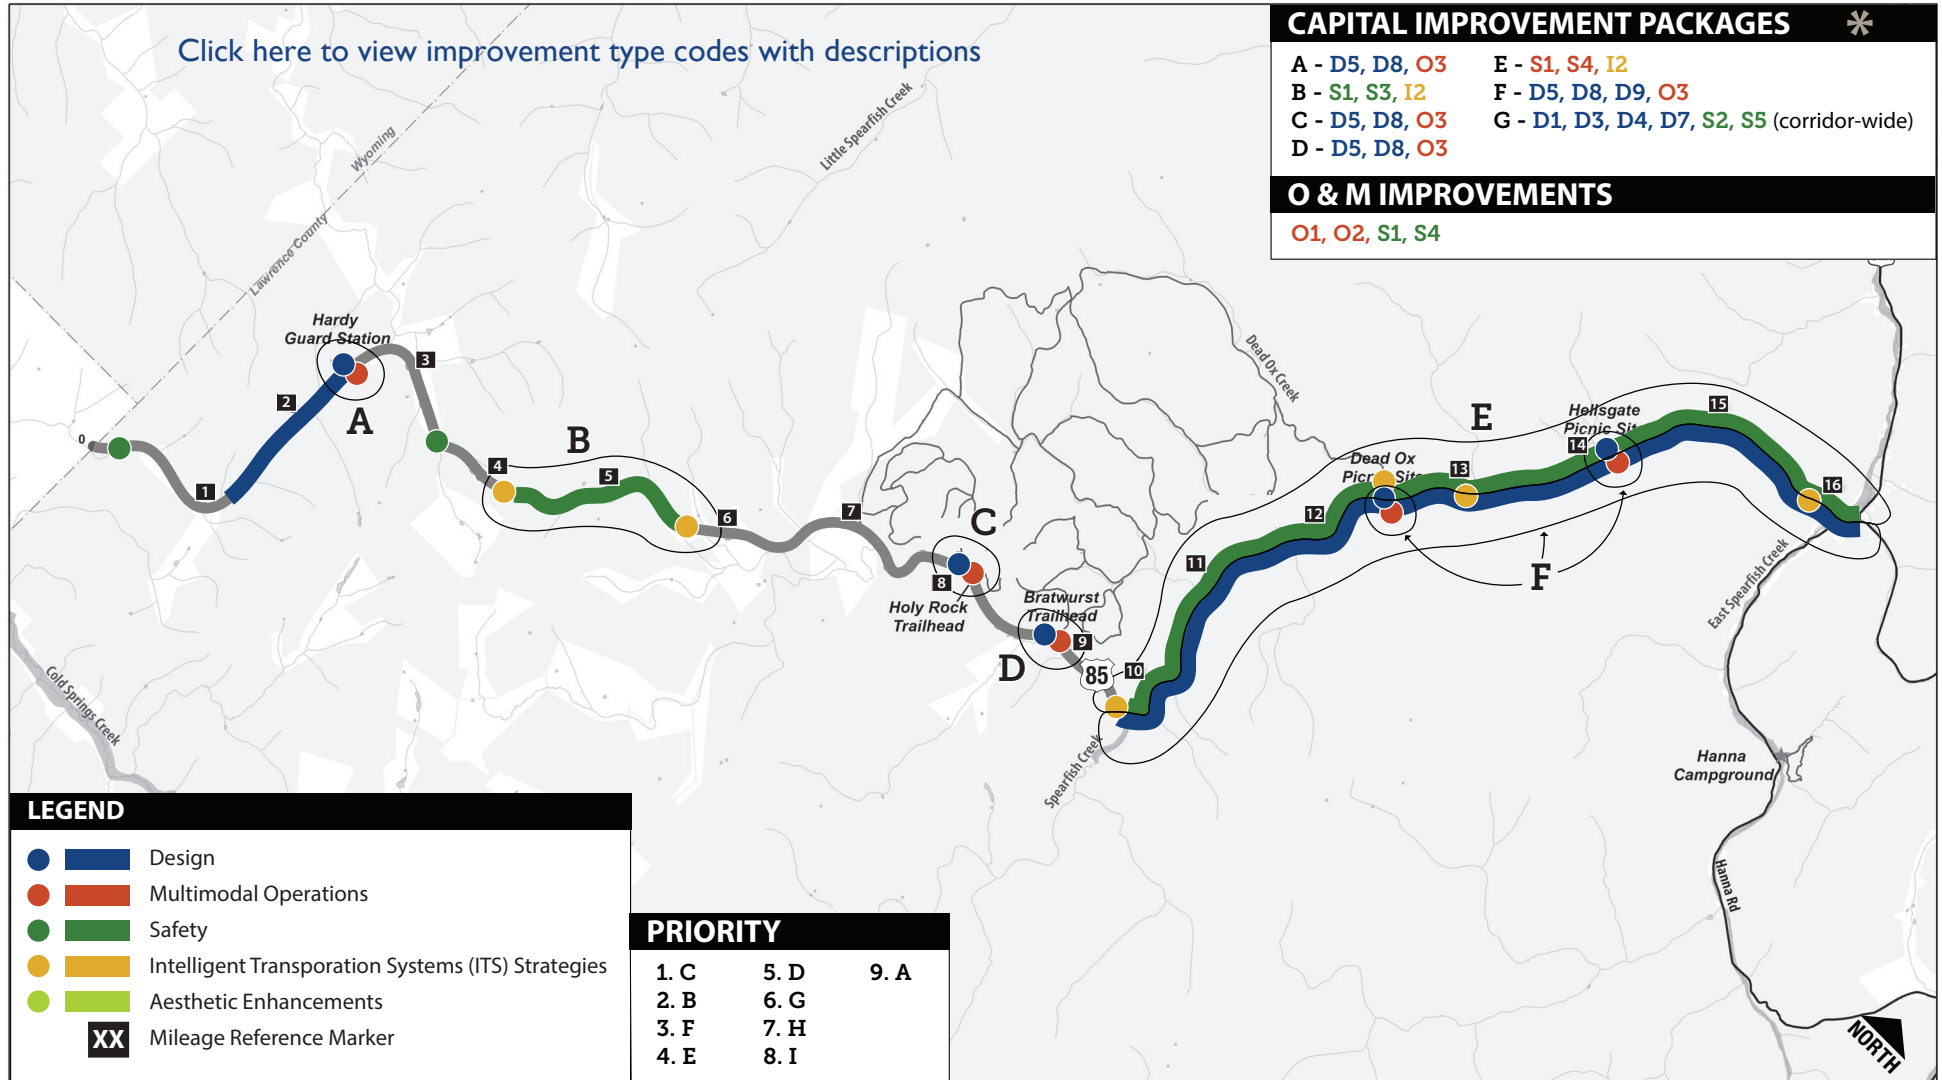 Click here to view improvement type codes with descriptions
CAPITAL IMPROVEMENT PACKAGES *
A - D5, D8, O3
B - S1, S3, I2
C - D5, D8, O3
D - D5, D8, O3
E - S1, S4, I2
F - D5, D8, D9, O3
G - D1, D3, D4, D7, S2, S5 (corridor-wide)
O & M IMPROVEMENTS
O1, O2, S1, S4
Wyoming
Lawrence County
Little Spearfish Creek
Hardy
Guard Station
A
B
C
D
E
F
0
1
2
3
4
5
6
7
8
9
10
11
12
13
14
15
16
Holy Rock
Trailhead
Bratwurst
Trailhead
85
Dead Ox Creek
Dead Ox
Picnic Site
Hellsgate
Picnic Site
Spearfish Creek
East Spearfish Creek
Cold Springs Creek
Hanna
Campground
Hanna Rd
NORTH
LEGEND
Design
Multimodal Operations
Safety
Intelligent Transporation Systems (ITS) Strategies
Aesthetic Enhancements
XX Mileage Reference Marker
PRIORITY
1. C
2. B
3. F
4. E
5. D
6. G
7. H
8. I
9. A